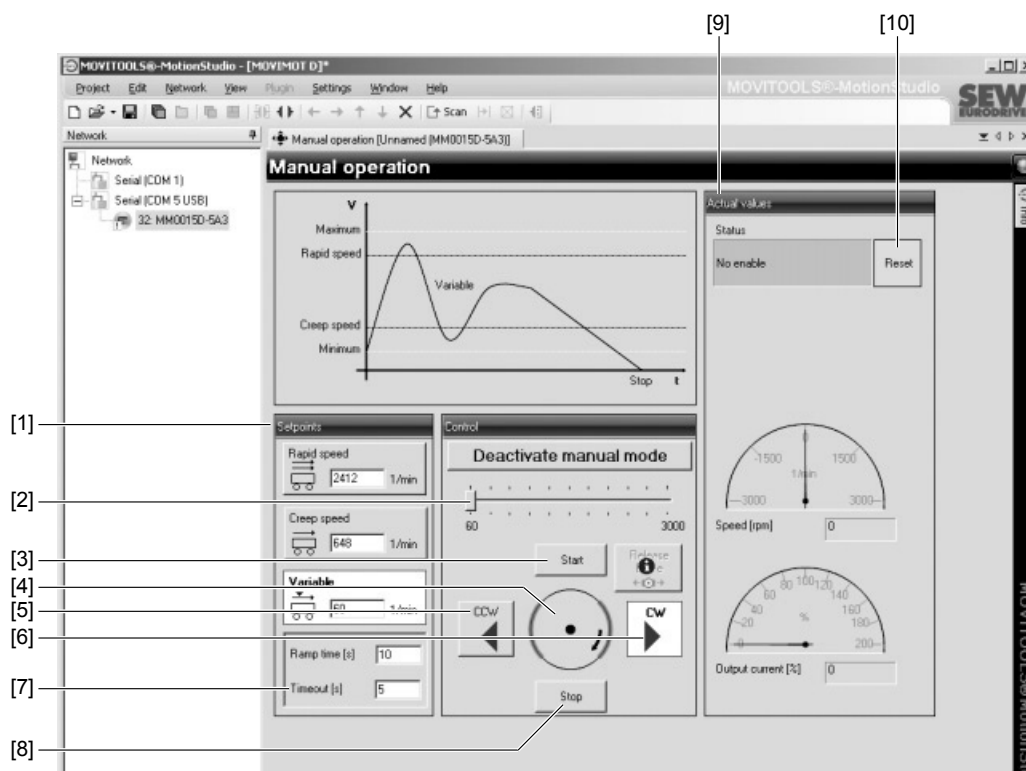 [9] [10]
MOVITOOLS®-MotionStudio - [MOVIMOT D]*
Project Edit Network View Plugin Settings Window Help
MOVITOOLS®-MotionStudio
SEW
EURODRIVE
Scan
Network
Manual operation [Unnamed (MM0015D-5A3)]
Network
Serial (COM 1)
Serial (COM 5 USB)
32: MM0015D-5A3
Manual operation
V
Maximum
Rapid speed
Variable
Creep speed
Minimum
Stop t
Actual values
Status
No enable
Reset
[1]
Setpoints
Rapid speed
2412 1/min
Creep speed
648 1/min
Variable
60 1/min
Ramp time [s] 10
[7]
Timeout [s] 5
Control
Deactivate manual mode
[2]
60 3000
[3]
Start
Release
[4]
[5]
CCW
[6]
CW
Stop
[8]
0
-1500 1500
1/min
-3000 3000
Speed [rpm] 0
0 20 40 60 80 100 120 140 160 180 200
%
Output current [%] 0